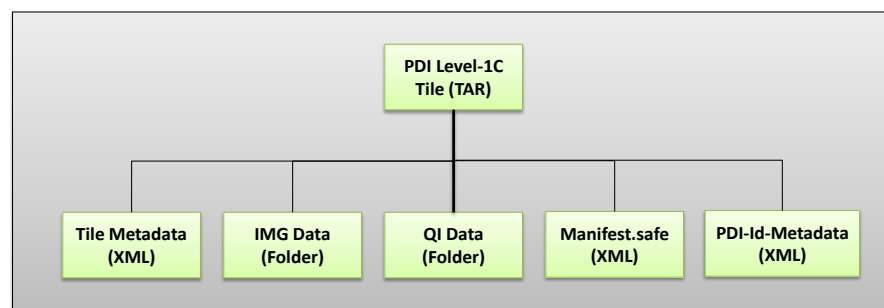 PDI Level-1C
Tile (TAR)
Tile Metadata
(XML)
IMG Data
(Folder)
QI Data
(Folder)
Manifest.safe
(XML)
PDI-Id-Metadata
(XML)